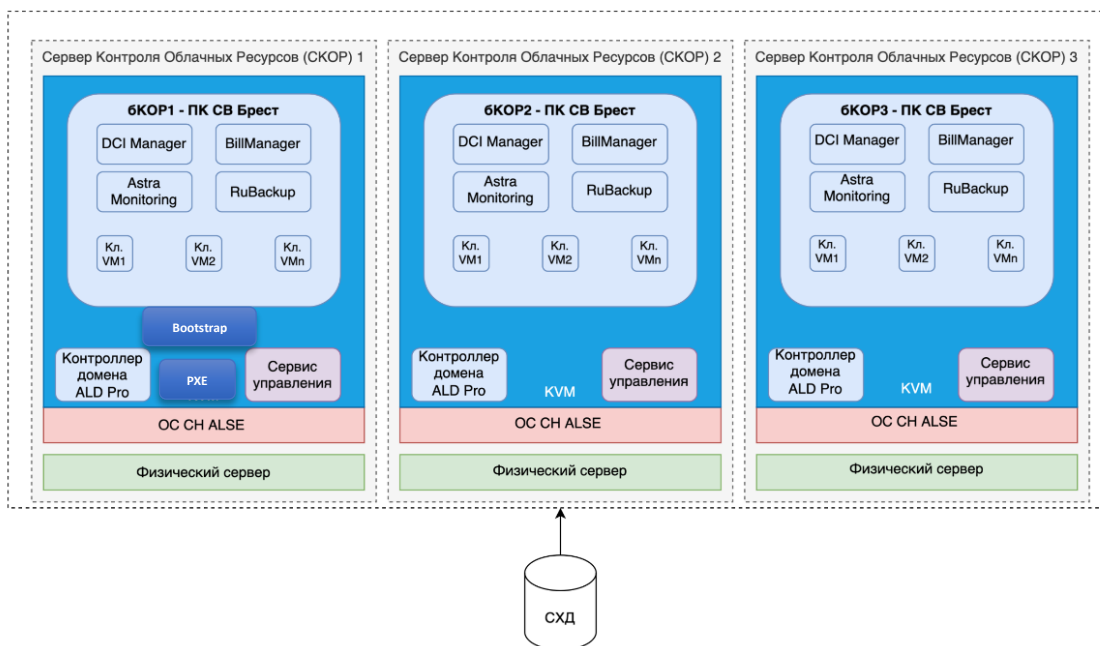 Сервер Контроля Облачных Ресурсов (СКОР) 1
бКОР1 - ПК СВ Брест
DCI Manager
BillManager
Astra
Monitoring
RuBackup
Кл.
VM1
Кл.
VM2
Кл.
VMn
Bootstrap
Контроллер
домена
ALD Pro
PXE
Сервис
управления
ОС СН ALSE
Физический сервер
Сервер Контроля Облачных Ресурсов (СКОР) 2
бКОР2 - ПК СВ Брест
DCI Manager
BillManager
Astra
Monitoring
RuBackup
Кл.
VM1
Кл.
VM2
Кл.
VMn
Контроллер
домена
ALD Pro
KVM
Сервис
управления
ОС СН ALSE
Физический сервер
Сервер Контроля Облачных Ресурсов (СКОР) 3
бКОР3 - ПК СВ Брест
DCI Manager
BillManager
Astra
Monitoring
RuBackup
Кл.
VM1
Кл.
VM2
Кл.
VMn
Контроллер
домена
ALD Pro
KVM
Сервис
управления
ОС СН ALSE
Физический сервер
СХД